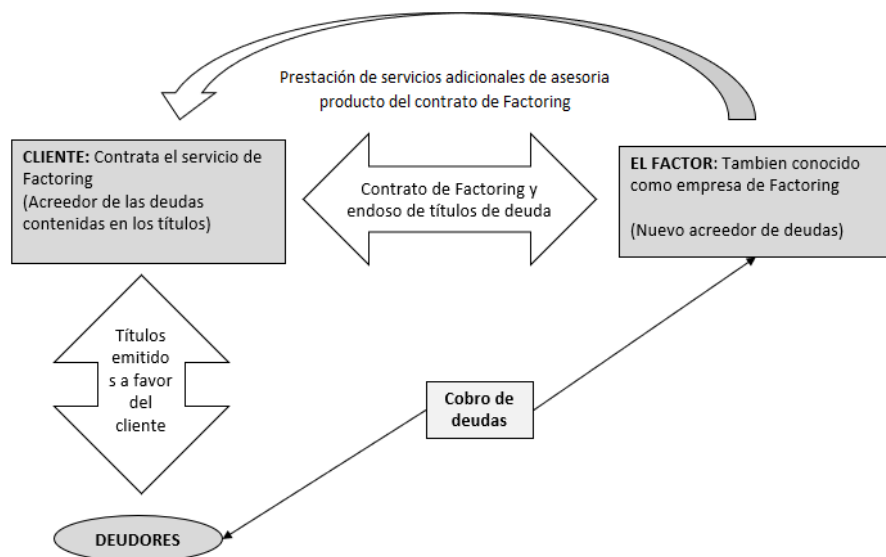 Prestación de servicios adicionales de asesoria
producto del contrato de Factoring
CLIENTE: Contrata el servicio de
Factoring
(Acreedor de las deudas
contenidas en los títulos)
Contrato de Factoring y
endoso de títulos de deuda
EL FACTOR: Tambien conocido
como empresa de Factoring
(Nuevo acreedor de deudas)
Títulos
emitido
s a favor
del
cliente
Cobro de
deudas
DEUDORES